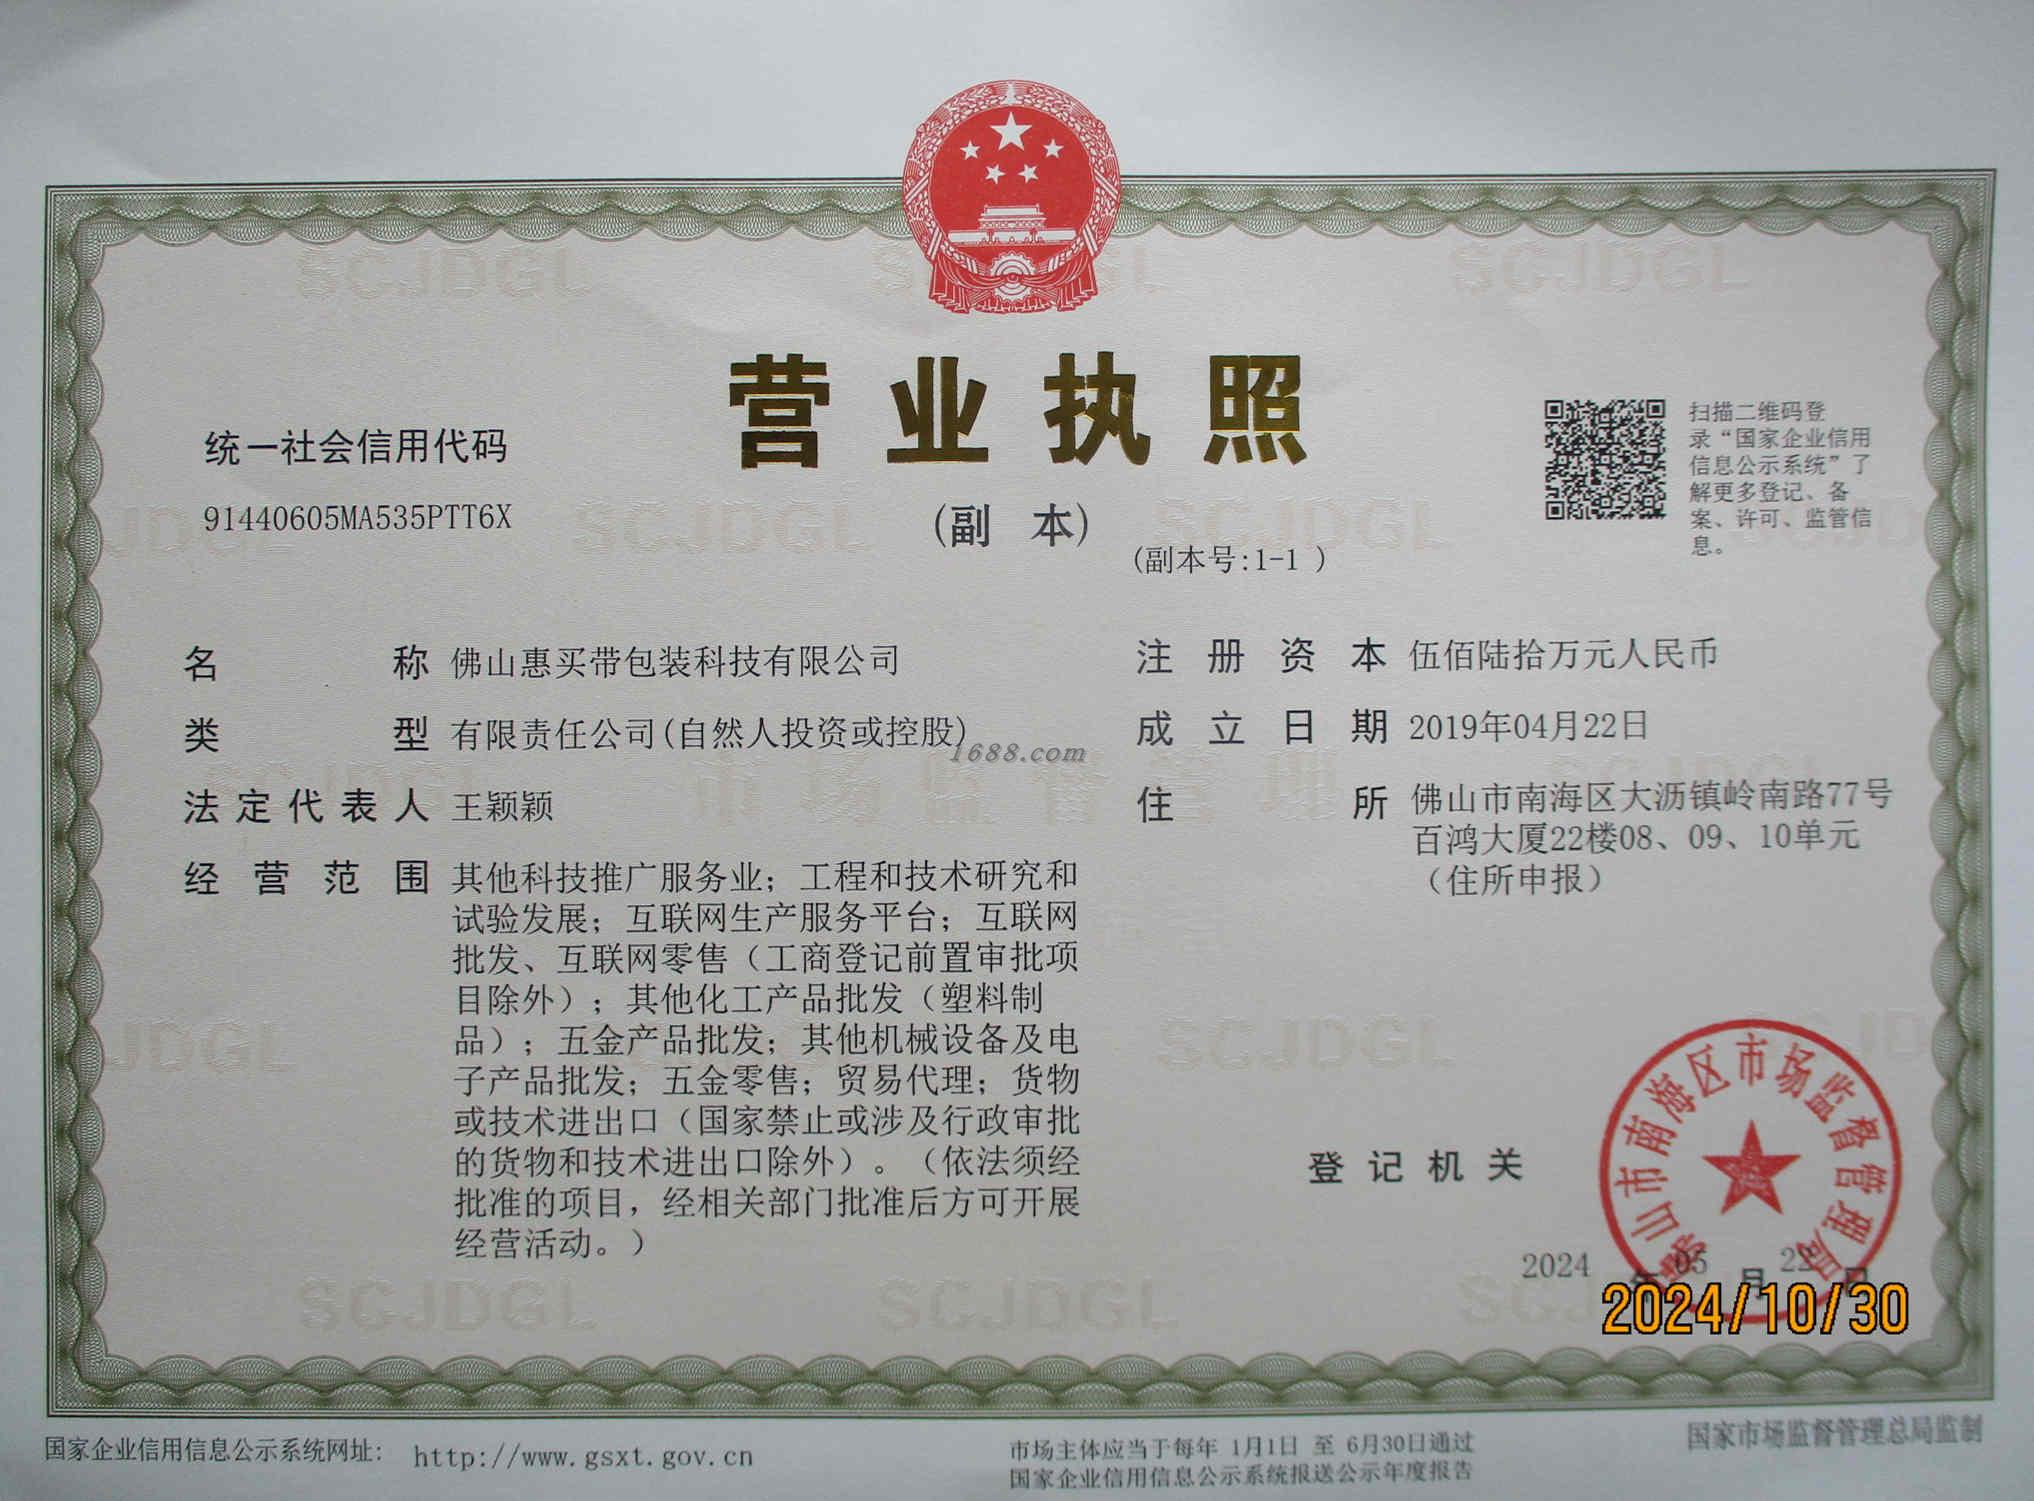 营业执照
(副 本)
(副本号:1-1 )
统一社会信用代码
91440605MA535PTT6X
扫描二维码登
录“国家企业信用
信息公示系统”了
解更多登记、备
案、许可、监管信
息。
名 称 佛山惠买带包装科技有限公司
类 型 有限责任公司(自然人投资或控股)
法定代表人 王颖颖
经营范围 其他科技推广服务业；工程和技术研究和
试验发展；互联网生产服务平台；互联网
批发、互联网零售（工商登记前置审批项
目除外）；其他化工产品批发（塑料制
品）；五金产品批发；其他机械设备及电
子产品批发；五金零售；贸易代理；货物
或技术进出口（国家禁止或涉及行政审批
的货物和技术进出口除外）。（依法须经
批准的项目，经相关部门批准后方可开展
经营活动。）
注册资本 伍佰陆拾万元人民币
成立日期 2019年04月22日
住 所 佛山市南海区大沥镇岭南路77号
百鸿大厦22楼08、09、10单元
（住所申报）
1688.com
SCJDGL
市场监督管理
登记机关
佛山市南海区市场监督管理局
2024 年 05 月 22 日
2024/10/30
国家企业信用信息公示系统网址: http://www.gsxt.gov.cn
市场主体应当于每年 1月1日 至 6月30日通过
国家企业信用信息公示系统报送公示年度报告
国家市场监督管理总局监制